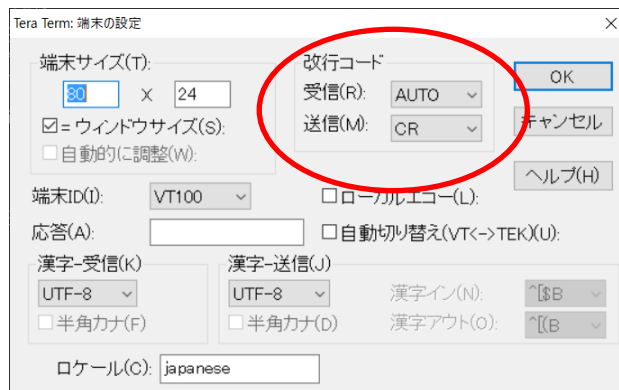 Tera Term: 端末の設定
端末サイズ(T):
80 X 24
☑=ウィンドウサイズ(S):
□自動的に調整(W):
改行コード
受信(R): AUTO
送信(M): CR
OK
キャンセル
ヘルプ(H)
端末ID(I): VT100
□ローカルエコー(L):
応答(A):
□自動切り替え(VT<->TEK)(U):
漢字-受信(K)
UTF-8
□半角カナ(F)
漢字-送信(J)
UTF-8
□半角カナ(D)
漢字イン(N): ^[$B
漢字アウト(O): ^[(B
ロケール(C): japanese